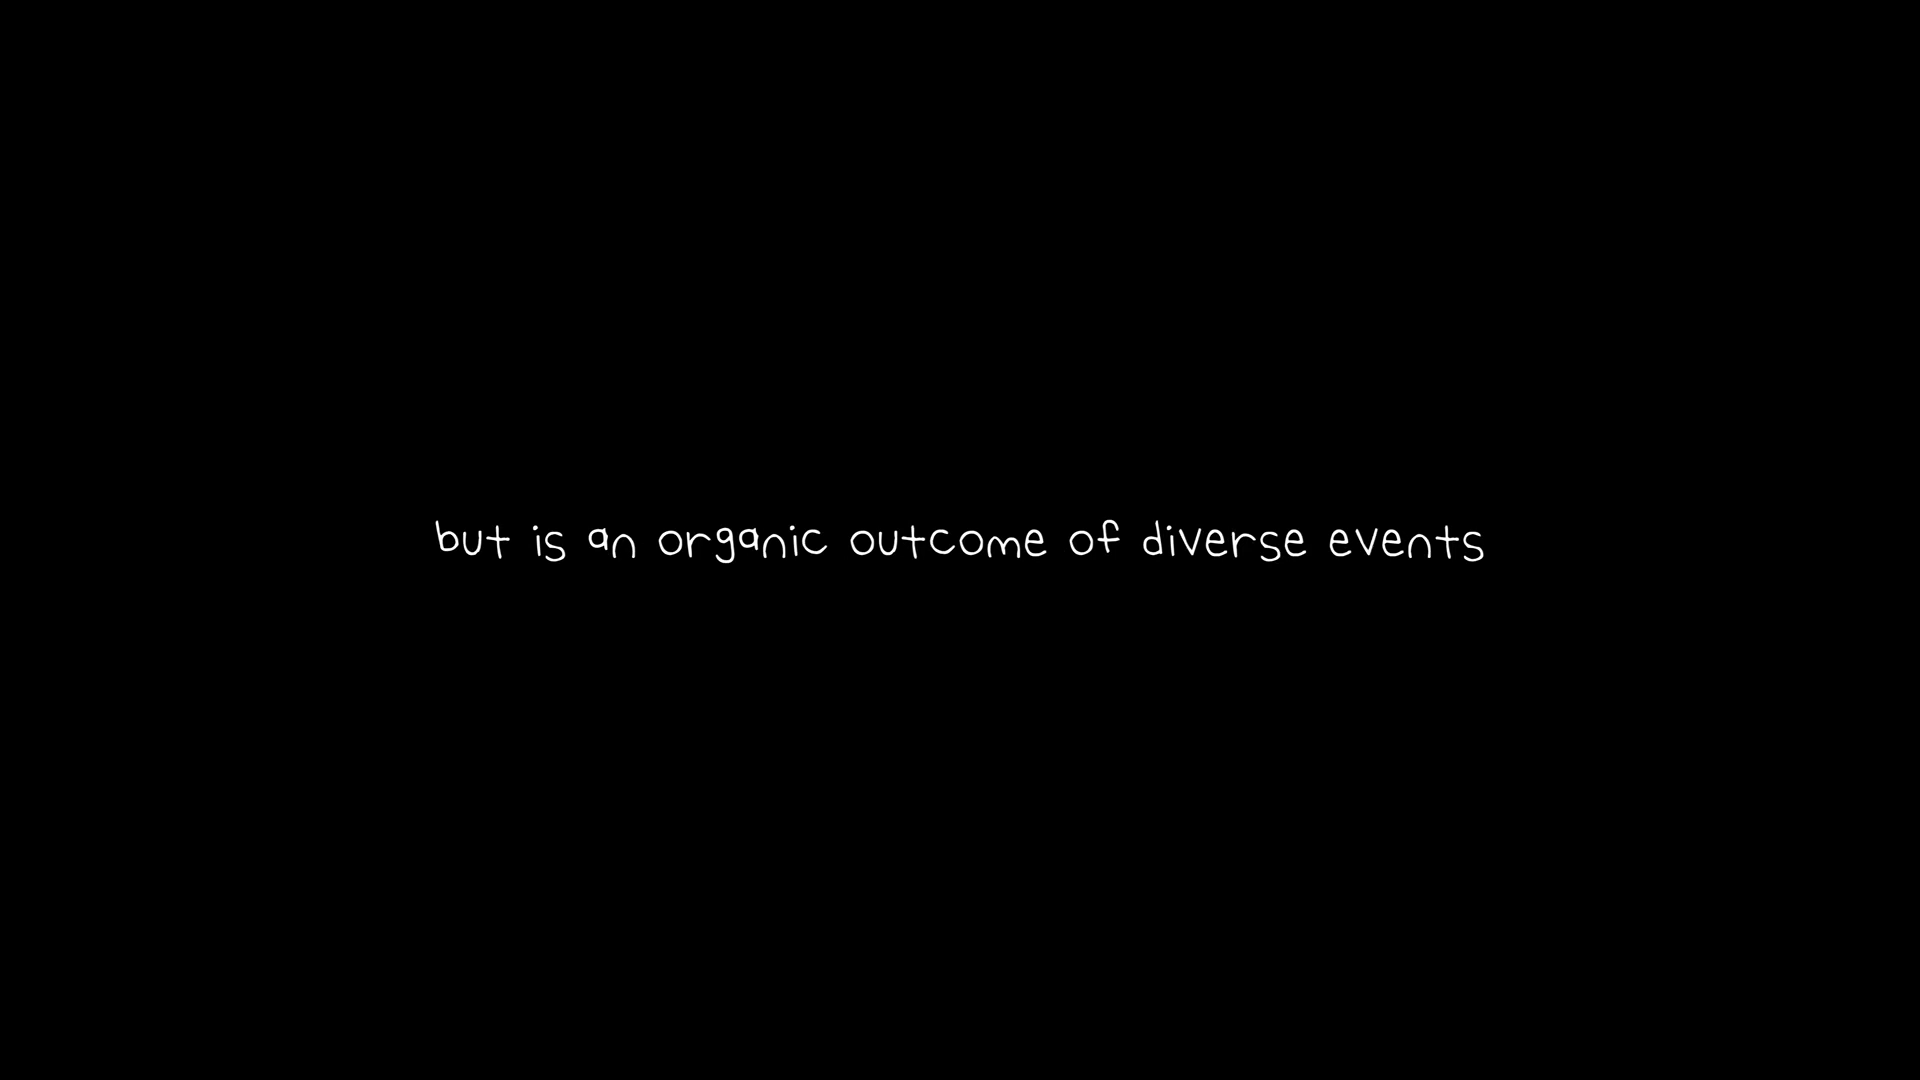 but is an organic outcome of diverse events